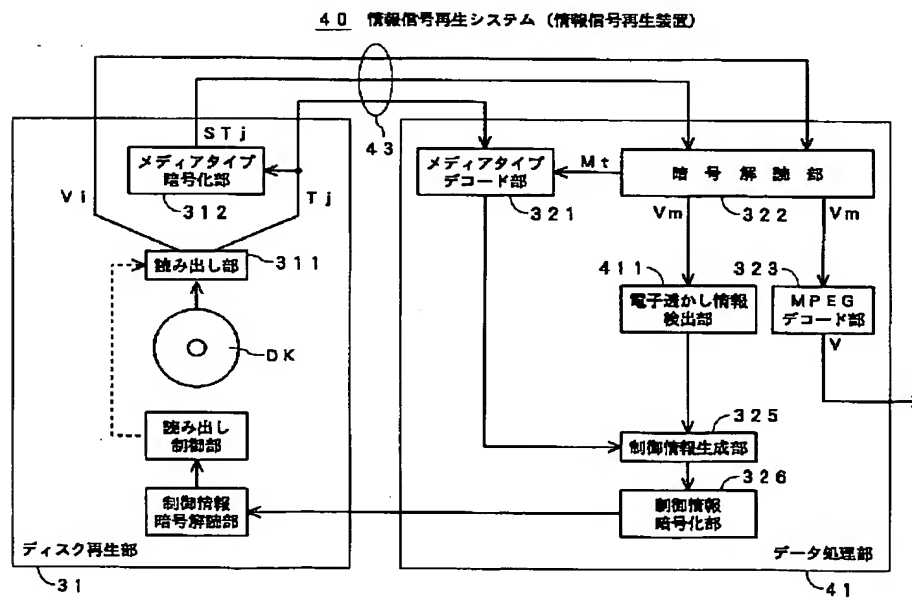 40 情報信号再生システム（情報信号再生装置）
43
STj
メディアタイプ
暗号化部
312
Vi
Tj
読み出し部
311
DK
読み出し
制御部
制御情報
暗号解読部
ディスク再生部
31
メディアタイプ
デコード部
321
Mt
暗号解読部
322
Vm
Vm
411
電子透かし情報
検出部
323
MPEG
デコード部
V
325
制御情報生成部
326
制御情報
暗号化部
データ処理部
41